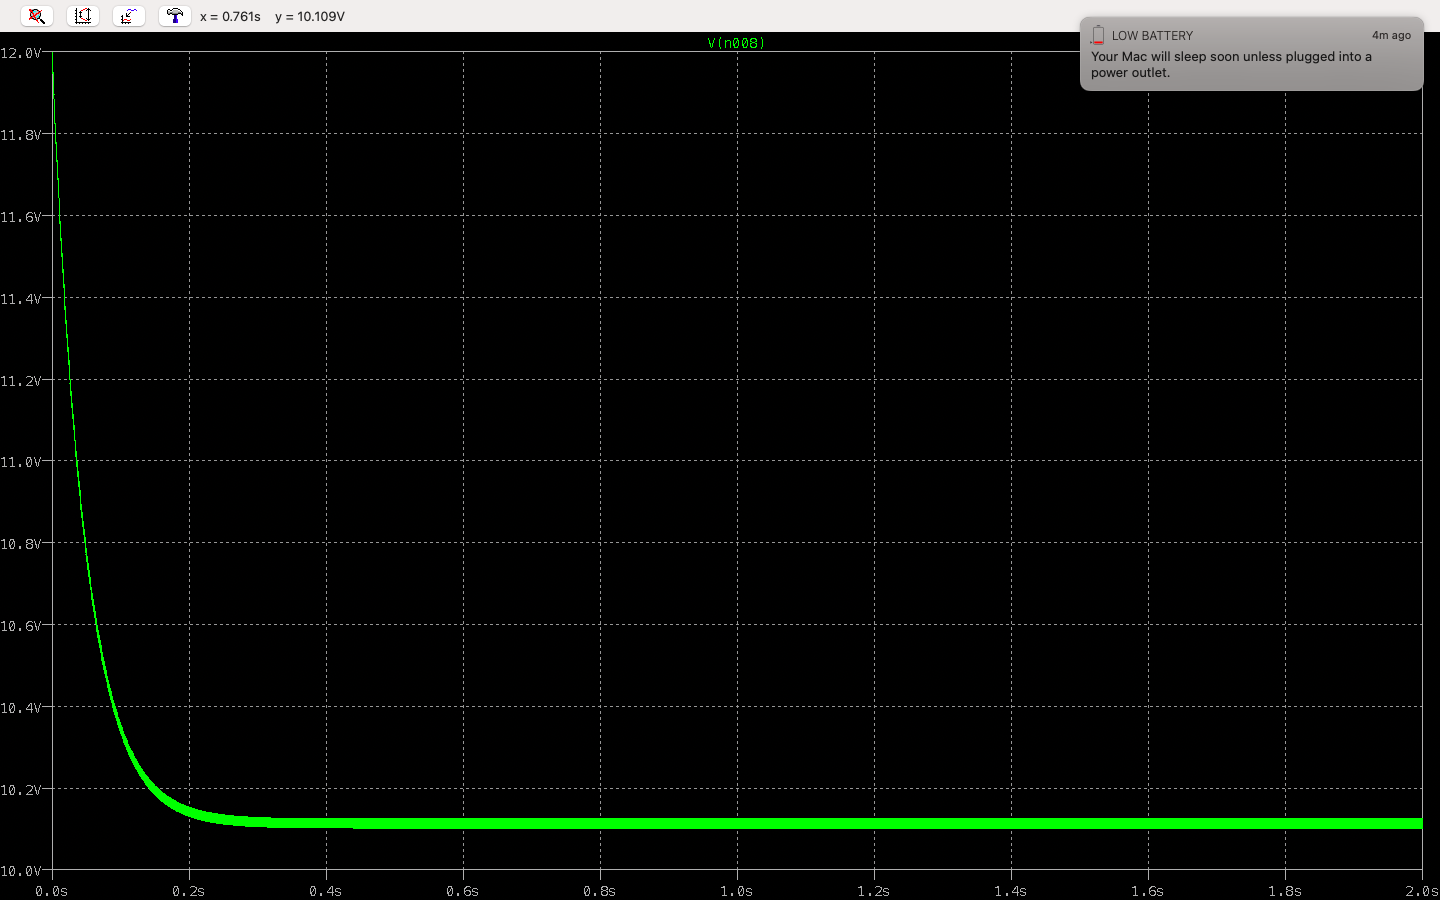 x = 0.761s y = 10.109V
LOW BATTERY 4m ago
Your Mac will sleep soon unless plugged into a
power outlet.
V(n008)
12.0V
11.8V
11.6V
11.4V
11.2V
11.0V
10.8V
10.6V
10.4V
10.2V
10.0V
0.0s 0.2s 0.4s 0.6s 0.8s 1.0s 1.2s 1.4s 1.6s 1.8s 2.0s